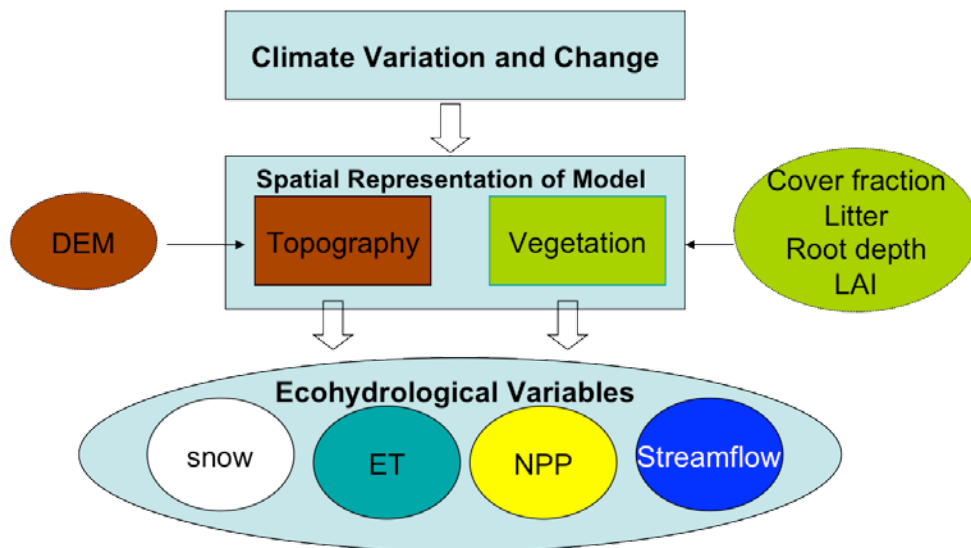 Climate Variation and Change
Spatial Representation of Model
DEM
Topography
Vegetation
Cover fraction
Litter
Root depth
LAI
Ecohydrological Variables
snow
ET
NPP
Streamflow